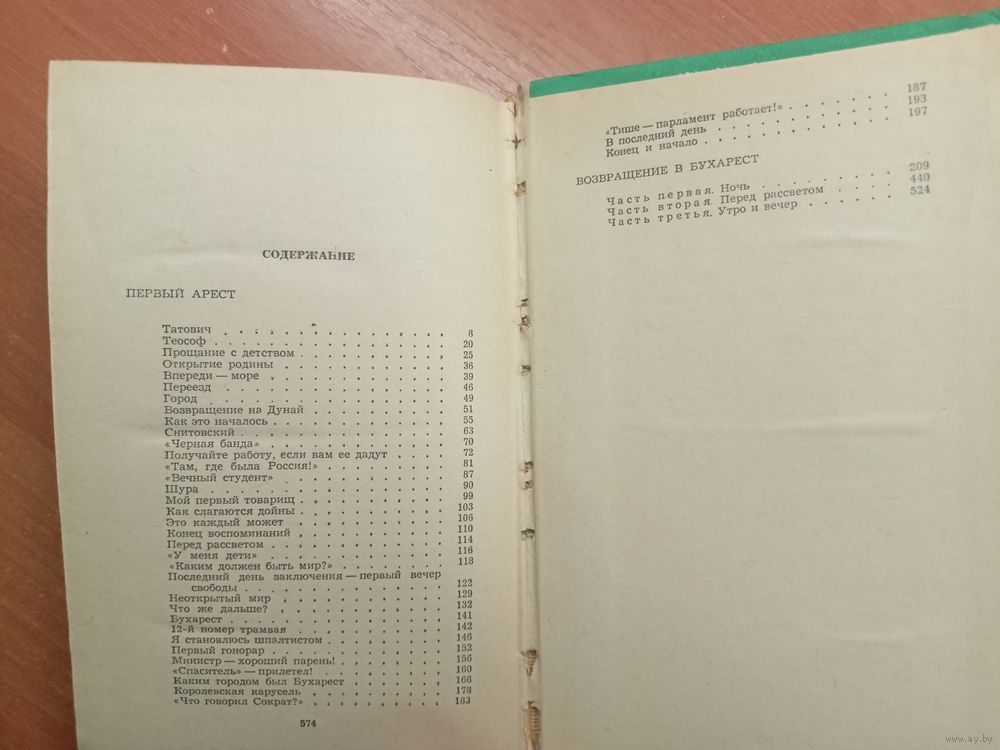 СОДЕРЖАНИЕ
ПЕРВЫЙ АРЕСТ
Татович . . . . . . . . . . . 8
Теософ . . . . . . . . . . . 20
Прощание с детством . . . . . . . . 25
Открытие родины . . . . . . . . 36
Впереди — море . . . . . . . . . 39
Переезд . . . . . . . . . . . 46
Город . . . . . . . . . . . 49
Возвращение на Дунай . . . . . . . 51
Как это началось . . . . . . . . . 55
Снитовский . . . . . . . . . . . 63
«Черная банда» . . . . . . . . . 70
Получайте работу, если вам ее дадут . . . . 72
«Там, где была Россия!» . . . . . . . 81
«Вечный студент» . . . . . . . . . 87
Шура . . . . . . . . . . . 90
Мой первый товарищ . . . . . . . . 99
Как слагаются дойны . . . . . . . . 103
Это каждый может . . . . . . . . 106
Конец воспоминаний . . . . . . . . 110
Перед рассветом . . . . . . . . . 114
«У меня дети» . . . . . . . . . 116
«Каким должен быть мир?» . . . . . . 118
Последний день заключения — первый вечер
свободы . . . . . . . . . . 122
Неоткрытый мир . . . . . . . . . 129
Что же дальше? . . . . . . . . . 132
Бухарест . . . . . . . . . . . 141
12-й номер трамвая . . . . . . . . 142
Я становлюсь шпалтистом . . . . . . . 146
Первый гонорар . . . . . . . . . 152
Министр — хороший парень! . . . . . . 156
«Спаситель» — прилетел! . . . . . . . 160
Каким городом был Бухарест . . . . . . 166
Королевская карусель . . . . . . . . 178
«Что говорил Сократ?» . . . . . . . 183
574
«Тише — парламент работает!» . . . . . . 187
В последний день . . . . . . . . . 193
Конец и начало . . . . . . . . . 197
ВОЗВРАЩЕНИЕ В БУХАРЕСТ
Часть первая. Ночь . . . . . . . . 209
Часть вторая. Перед рассветом . . . . 440
Часть третья. Утро и вечер . . . . . . 524
www.ay.by